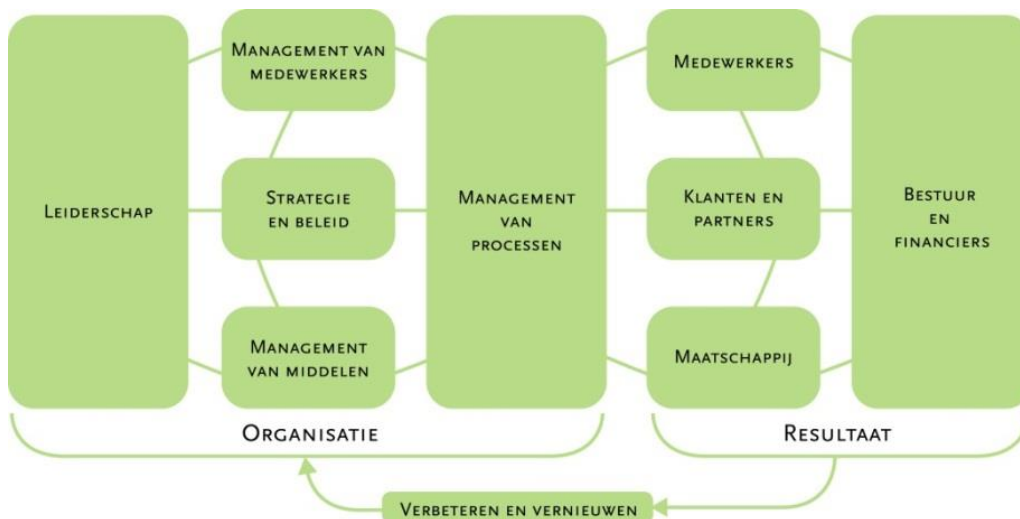 Leiderschap
Management van
medewerkers
Strategie
en beleid
Management
van middelen
Management
van
processen
Medewerkers
Klanten en
partners
Maatschappij
Bestuur
en
financiers
Organisatie
Resultaat
Verbeteren en vernieuwen